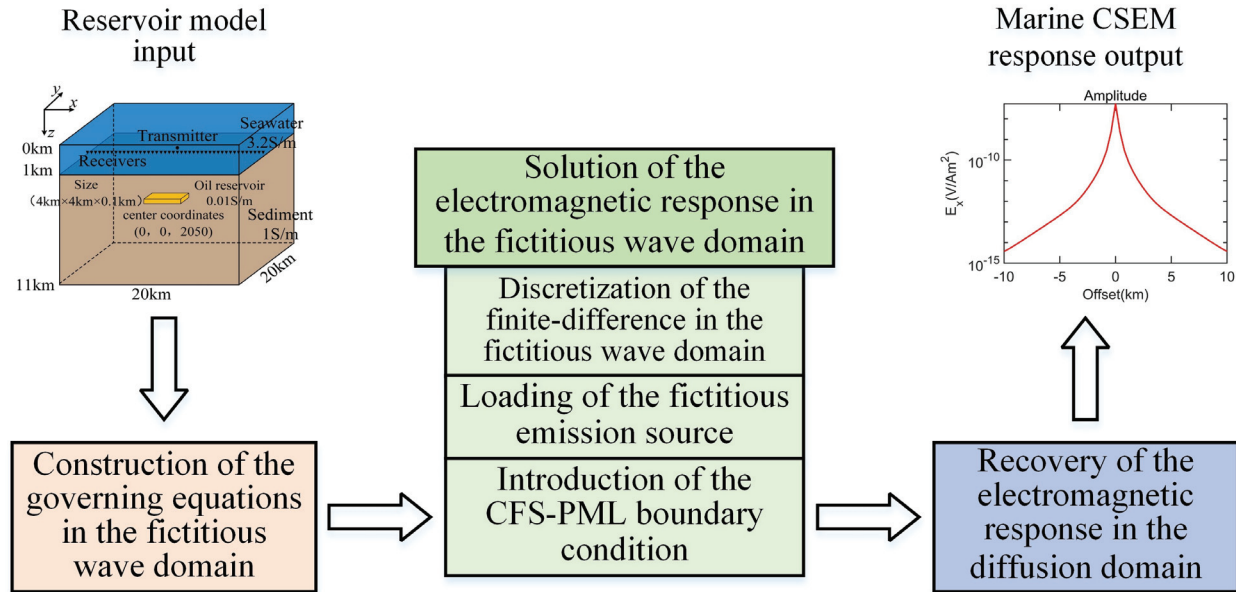 Reservoir model
input
y
x
z
0km
1km
11km
Seawater
3.2S/m
Transmitter
Receivers
Size
（4km×4km×0.1km）
Oil reservoir
0.01S/m
center coordinates
(0，0，2050)
Sediment
1S/m
20km
20km
Construction of the
governing equations
in the fictitious
wave domain
Solution of the
electromagnetic response in
the fictitious wave domain
Discretization of the
finite-difference in the
fictitious wave domain
Loading of the fictitious
emission source
Introduction of the
CFS-PML boundary
condition
Recovery of the
electromagnetic
response in the
diffusion domain
Marine CSEM
response output
Amplitude
E_x(V/Am²)
10⁻¹⁰
10⁻¹⁵
-10 -5 0 5 10
Offset(km)